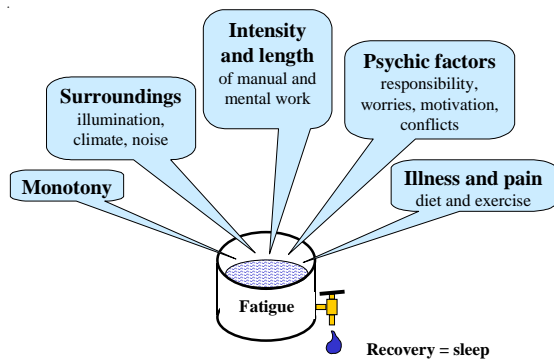 Intensity
and length
of manual and
mental work
Psychic factors
responsibility,
worries, motivation,
conflicts
Surroundings
illumination,
climate, noise
Monotony
Illness and pain
diet and exercise
Fatigue
Recovery = sleep